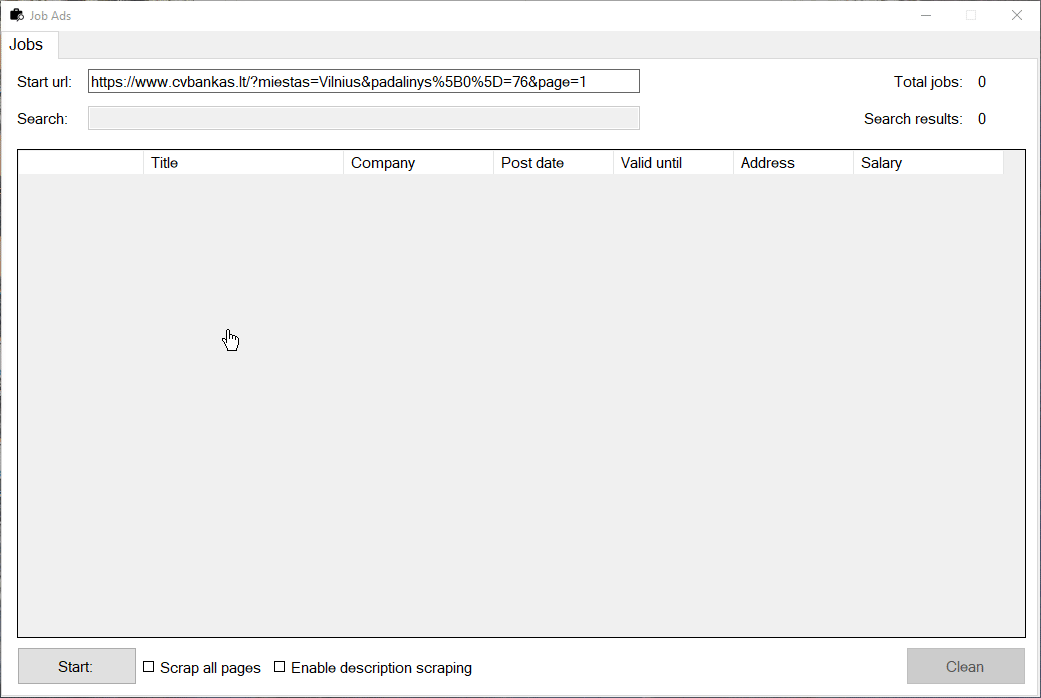 Job Ads
Jobs
Start url: https://www.cvbankas.lt/?miestas=Vilnius&padalinys%5B0%5D=76&page=1 Total jobs: 0
Search: Search results: 0
Title Company Post date Valid until Address Salary
Start: Scrap all pages Enable description scraping Clean